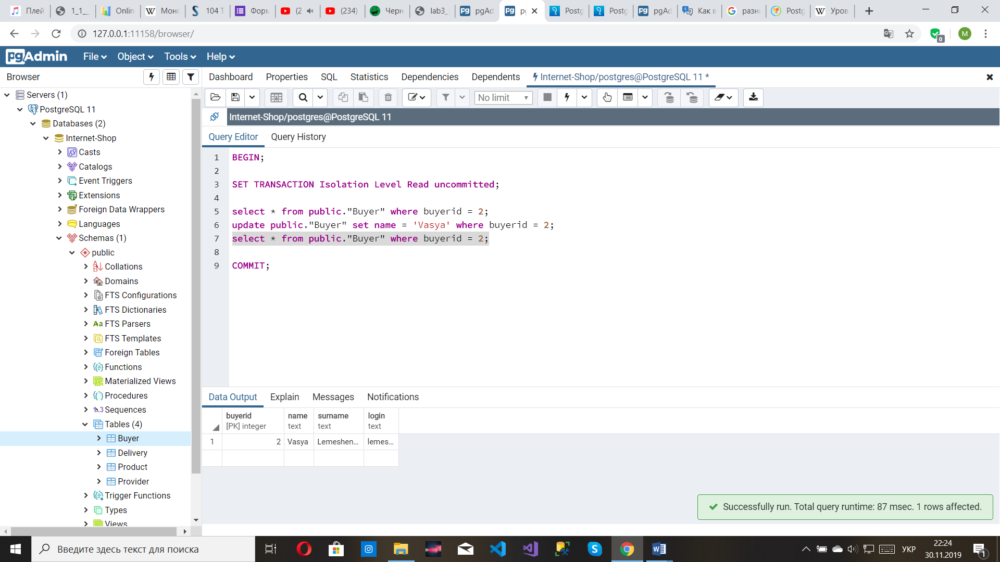 Плей
1_1_
Onlin
Монс
104 Т
Форм
(2
(234)
Черн
lab3_
pgAd
pg
Postg
Postg
pgAd
Как в
разни
Postg
Уров
127.0.0.1:11158/browser/
0
M
pgAdmin
File
Object
Tools
Help
Browser
Dashboard
Properties
SQL
Statistics
Dependencies
Dependents
Internet-Shop/postgres@PostgreSQL 11 *
No limit
Internet-Shop/postgres@PostgreSQL 11
Servers (1)
PostgreSQL 11
Databases (2)
Internet-Shop
Casts
Catalogs
Event Triggers
Extensions
Foreign Data Wrappers
Languages
Schemas (1)
public
Collations
Domains
FTS Configurations
FTS Dictionaries
Aa FTS Parsers
FTS Templates
Foreign Tables
Functions
Materialized Views
Procedures
1..3 Sequences
Tables (4)
Buyer
Delivery
Product
Provider
Trigger Functions
Types
Views
Query Editor
Query History
1 BEGIN;
2
3 SET TRANSACTION Isolation Level Read uncommitted;
4
5 select * from public."Buyer" where buyerid = 2;
6 update public."Buyer" set name = 'Vasya' where buyerid = 2;
7 select * from public."Buyer" where buyerid = 2;
8
9 COMMIT;
Data Output
Explain
Messages
Notifications
buyerid
[PK] integer
name
text
surname
text
login
text
1 2 Vasya Lemeshen... lemes...
Successfully run. Total query runtime: 87 msec. 1 rows affected.
Введите здесь текст для поиска
УКР
22:24
30.11.2019
1